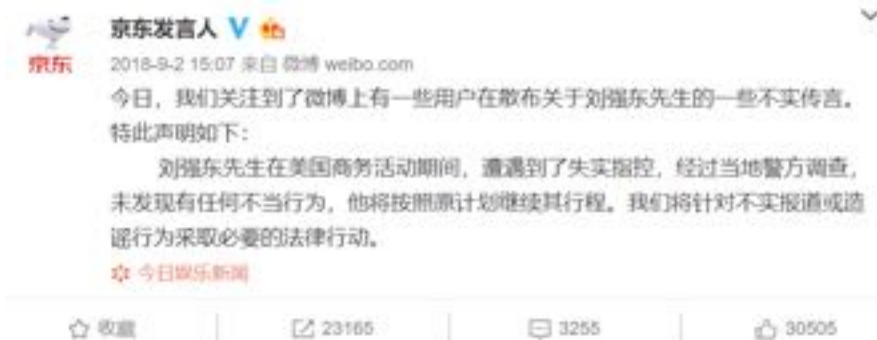 京东发言人
京东
2018-9-2 15:07 来自 微博 weibo.com
今日，我们关注到了微博上有一些用户在散布关于刘强东先生的一些不实传言。
特此声明如下：
刘强东先生在美国商务活动期间，遭遇到了失实指控，经过当地警方调查，
未发现有任何不当行为，他将按照原计划继续其行程。我们将针对不实报道或造
谣行为采取必要的法律行动。
今日娱乐新闻
收藏 23165 3255 30505